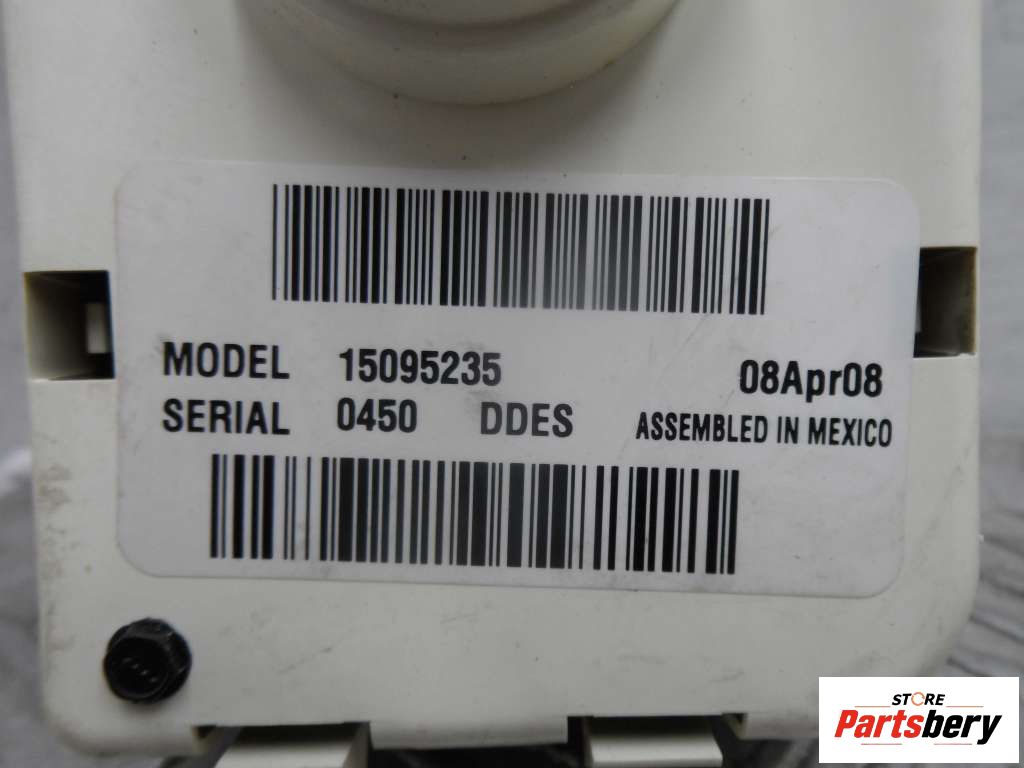 MODEL 15095235 08Apr08
SERIAL 0450 DDES ASSEMBLED IN MEXICO
STORE
Partsbery